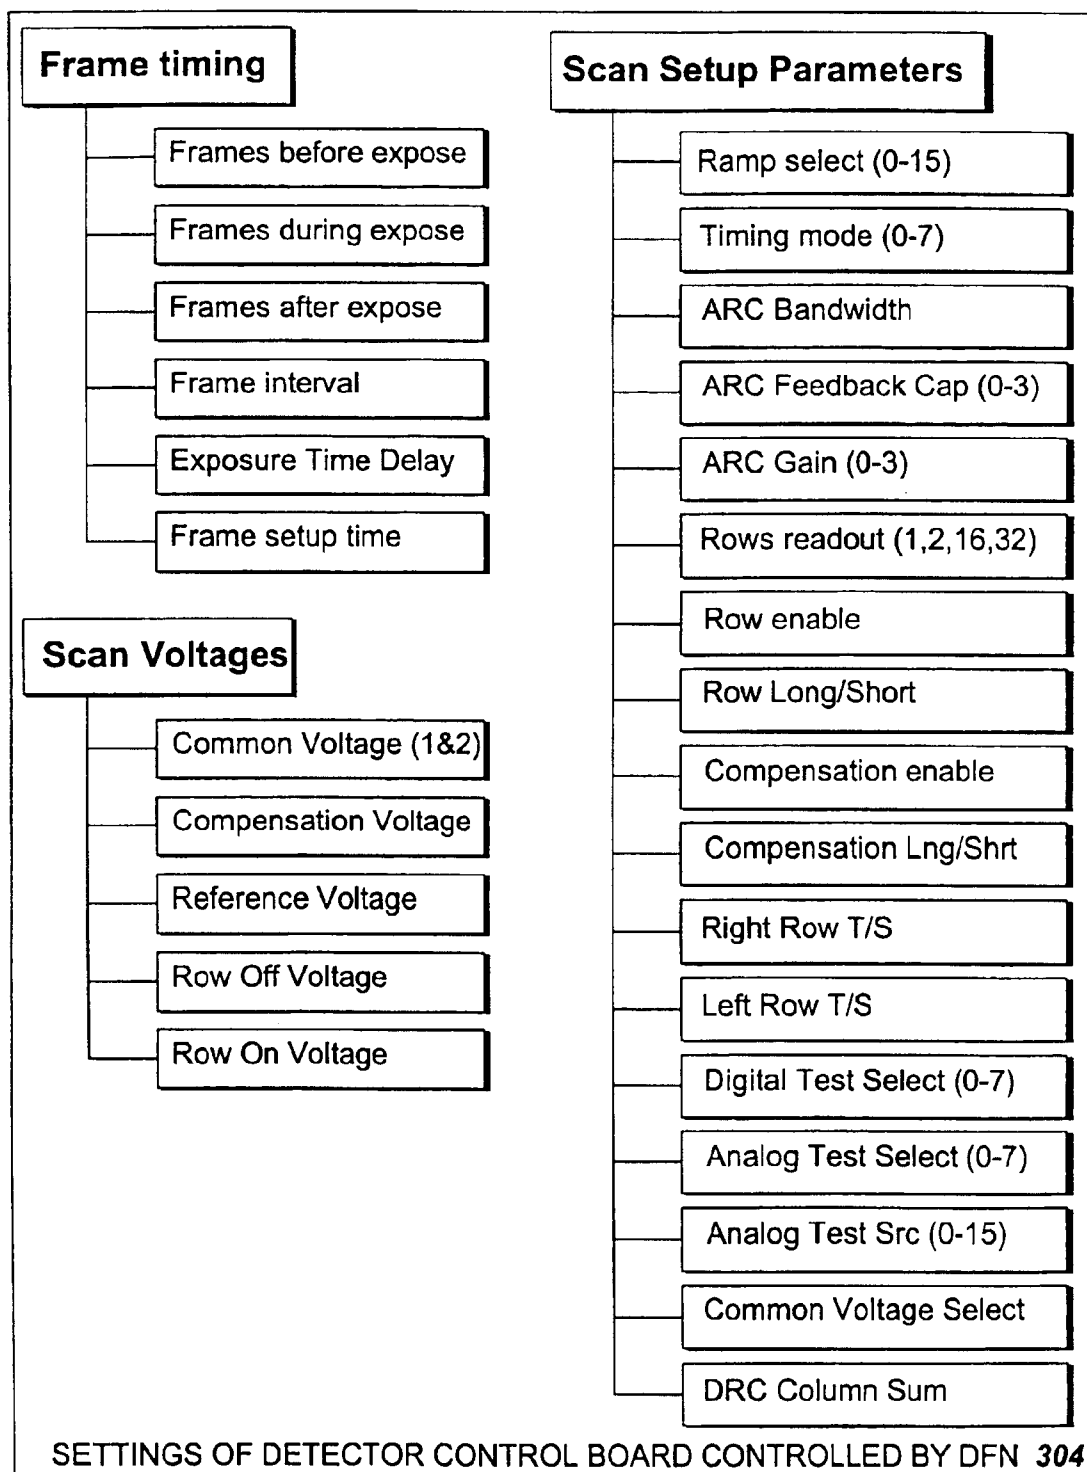 Frame timing
Frames before expose
Frames during expose
Frames after expose
Frame interval
Exposure Time Delay
Frame setup time
Scan Voltages
Common Voltage (1&2)
Compensation Voltage
Reference Voltage
Row Off Voltage
Row On Voltage
Scan Setup Parameters
Ramp select (0-15)
Timing mode (0-7)
ARC Bandwidth
ARC Feedback Cap (0-3)
ARC Gain (0-3)
Rows readout (1,2,16,32)
Row enable
Row Long/Short
Compensation enable
Compensation Lng/Shrt
Right Row T/S
Left Row T/S
Digital Test Select (0-7)
Analog Test Select (0-7)
Analog Test Src (0-15)
Common Voltage Select
DRC Column Sum
SETTINGS OF DETECTOR CONTROL BOARD CONTROLLED BY DFN 304